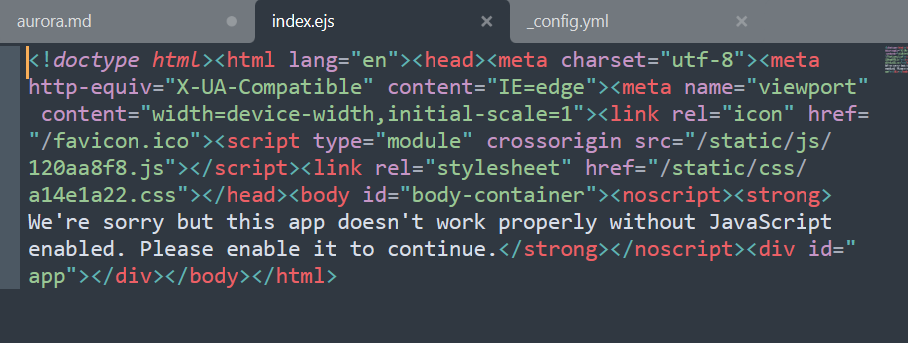 aurora.md index.ejs _config.yml
<!doctype html><html lang="en"><head><meta charset="utf-8"><meta
http-equiv="X-UA-Compatible" content="IE=edge"><meta name="viewport"
content="width=device-width,initial-scale=1"><link rel="icon" href=
"/favicon.ico"><script type="module" crossorigin src="/static/js/
120aa8f8.js"></script><link rel="stylesheet" href="/static/css/
a14e1a22.css"></head><body id="body-container"><noscript><strong>
We're sorry but this app doesn't work properly without JavaScript
enabled. Please enable it to continue.</strong></noscript><div id="
app"></div></body></html>